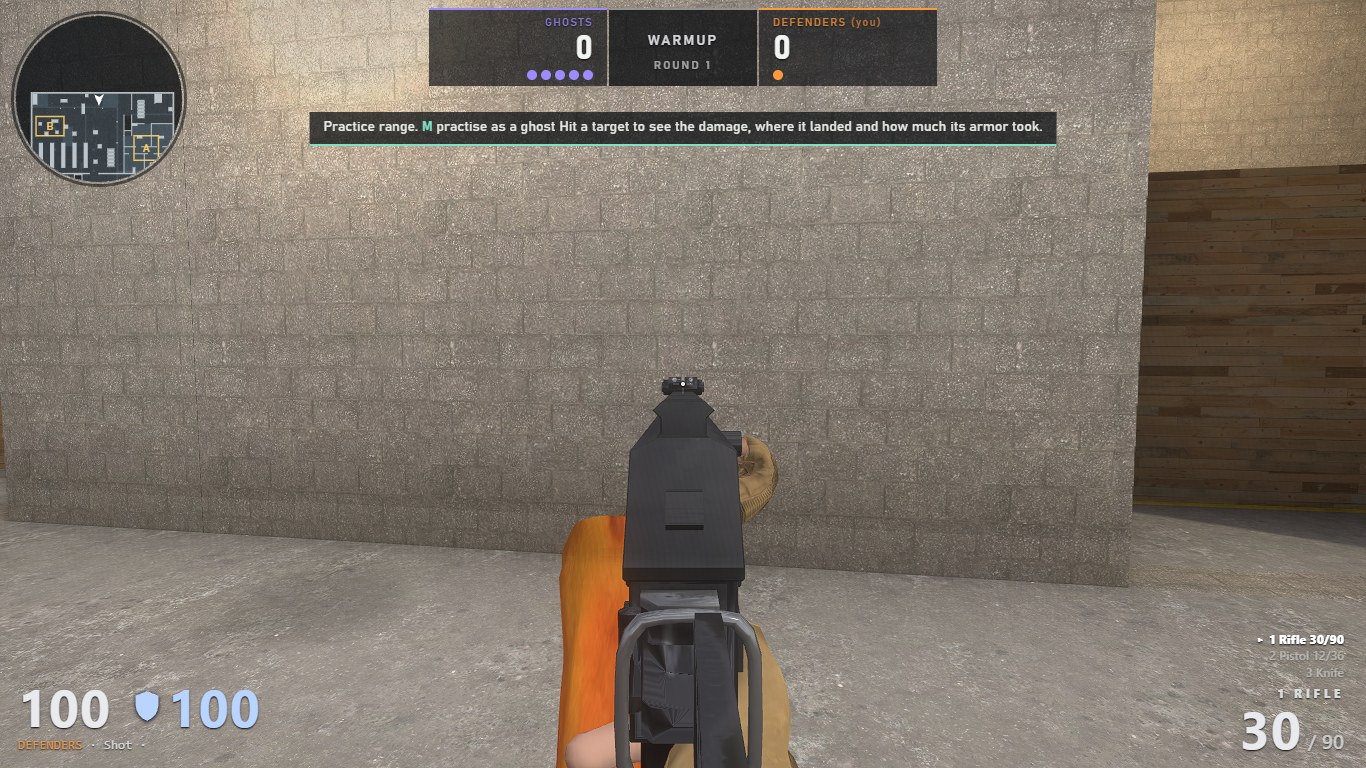 GHOSTS
0
WARMUP
ROUND 1
DEFENDERS (you)
0
Practice range. M practise as a ghost Hit a target to see the damage, where it landed and how much its armor took.
B
A
▸ 1 Rifle 30/90
2 Pistol 12/36
3 Knife
1 RIFLE
30 / 90
100 100
DEFENDERS · Shot ·